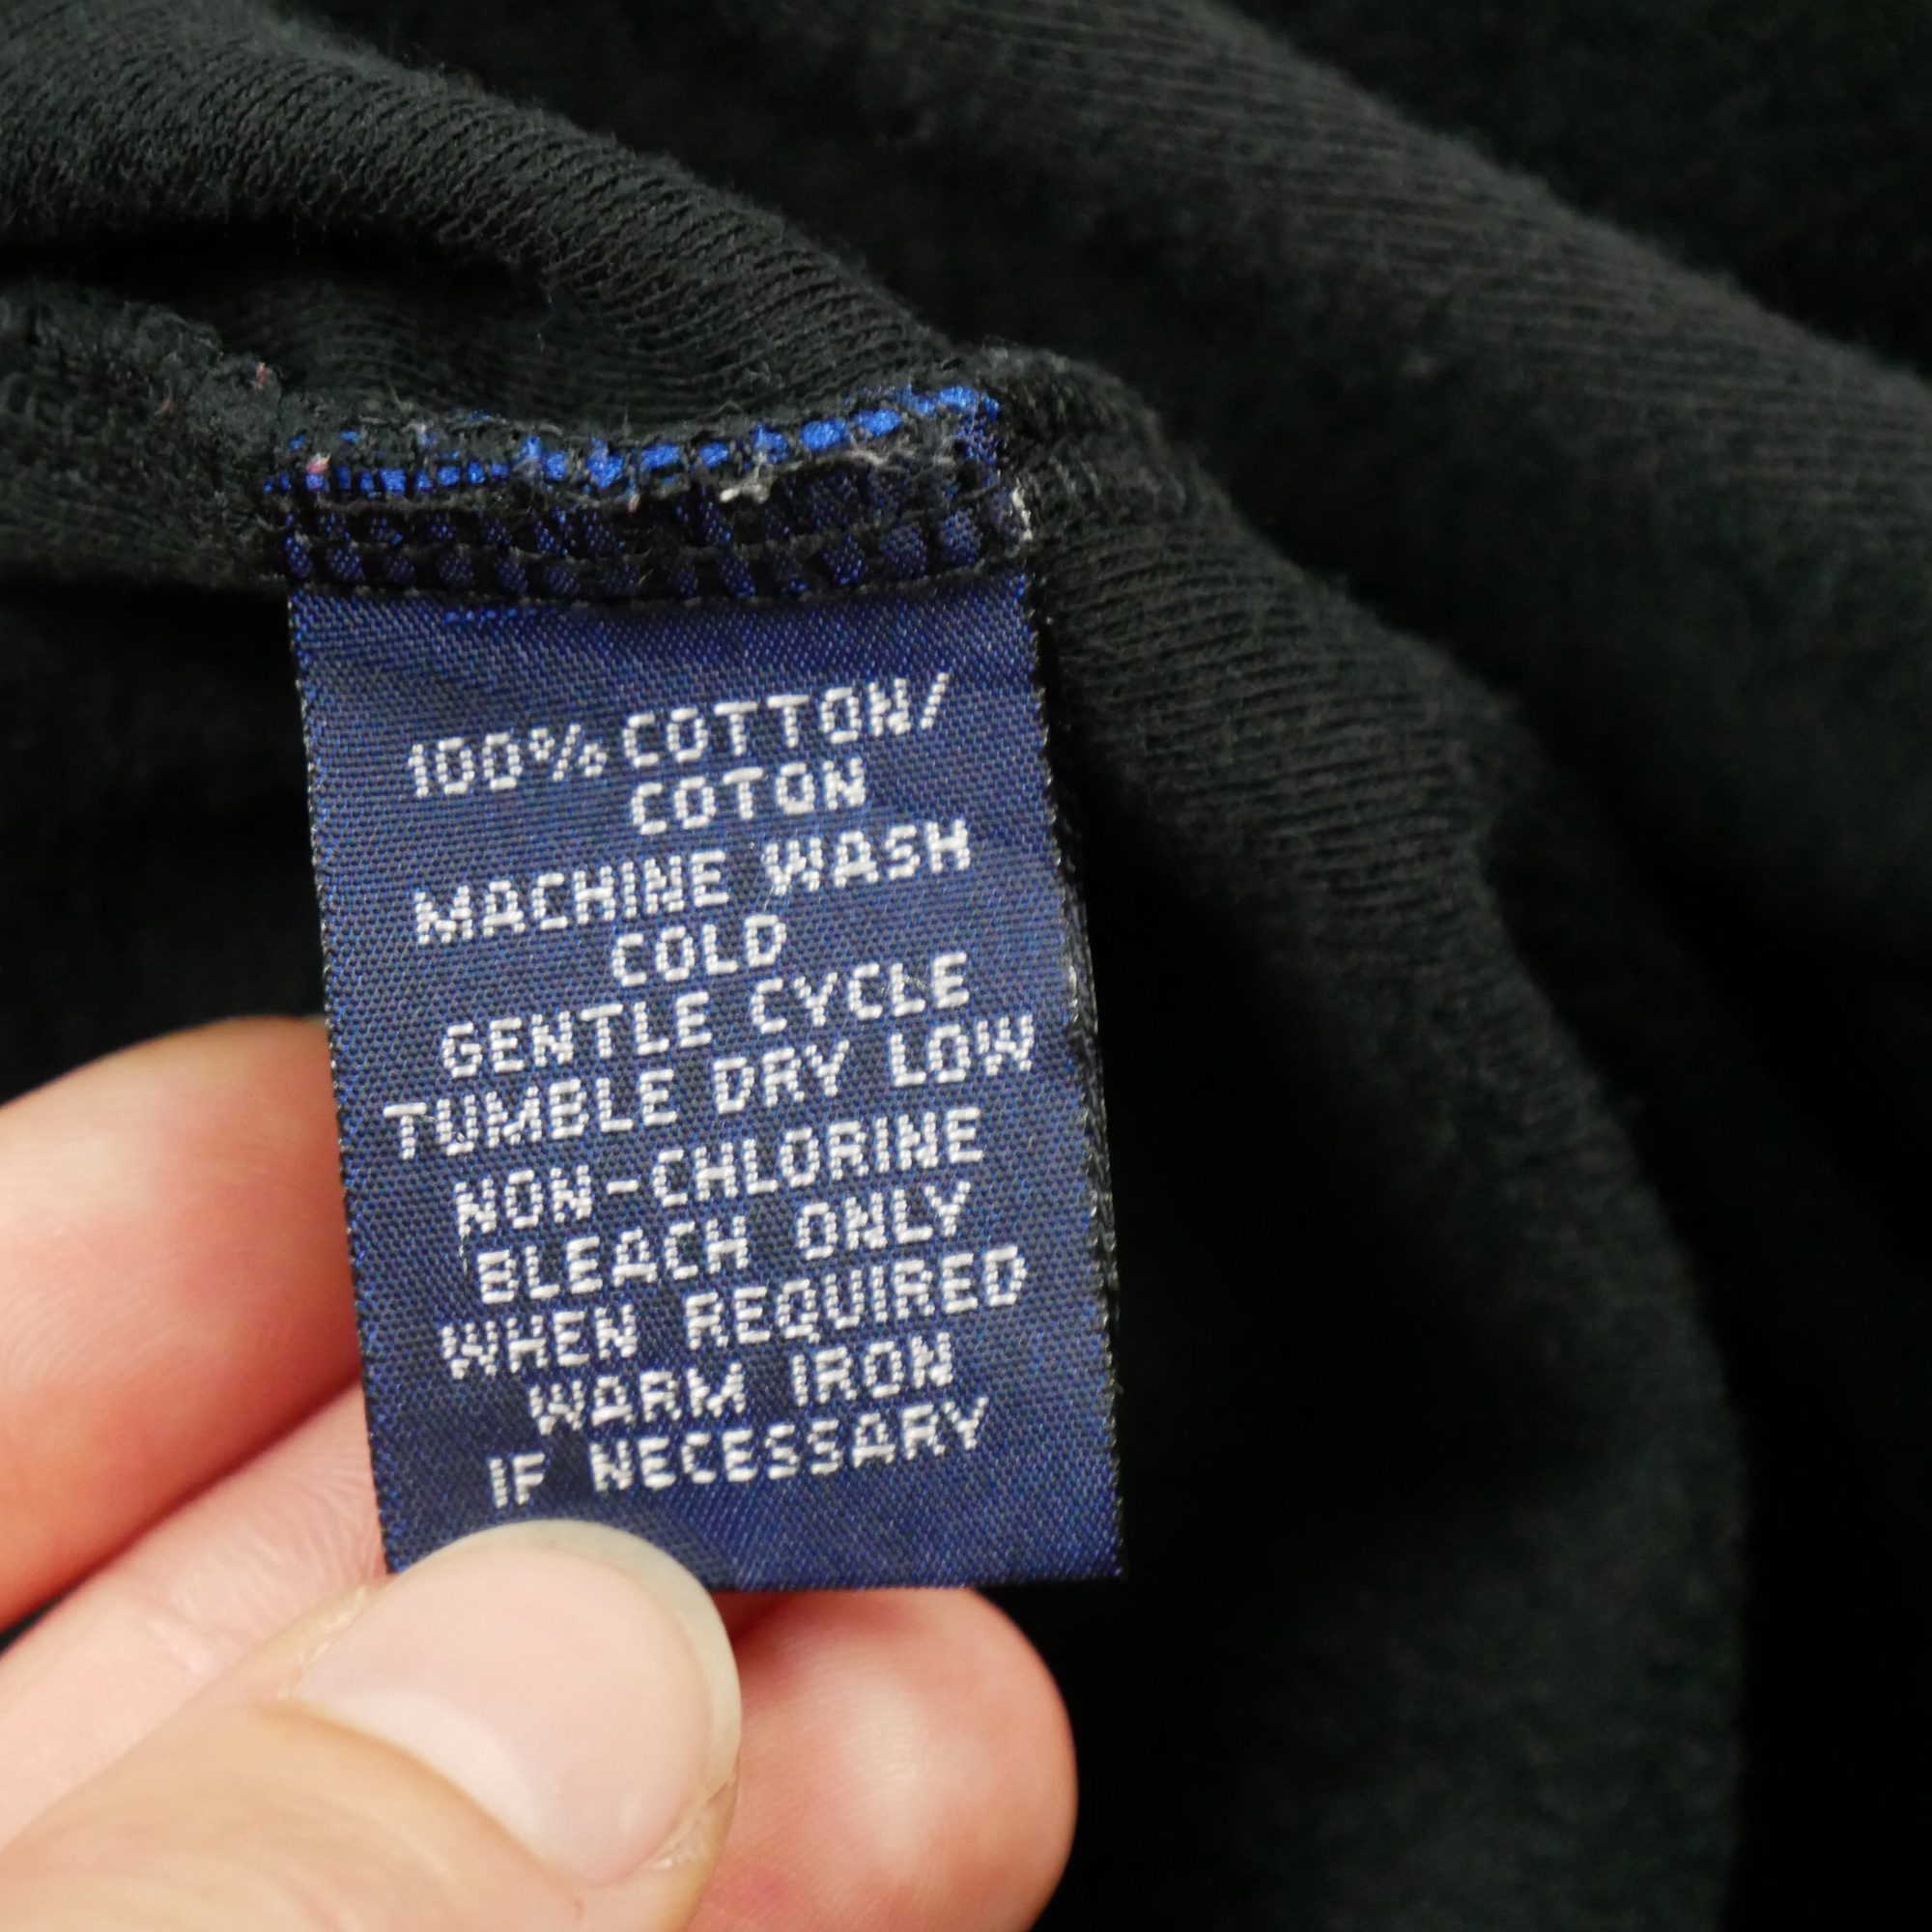 100% COTTON/
COTON
MACHINE WASH
COLD
GENTLE CYCLE
TUMBLE DRY LOW
NON-CHLORINE
BLEACH ONLY
WHEN REQUIRED
WARM IRON
IF NECESSARY